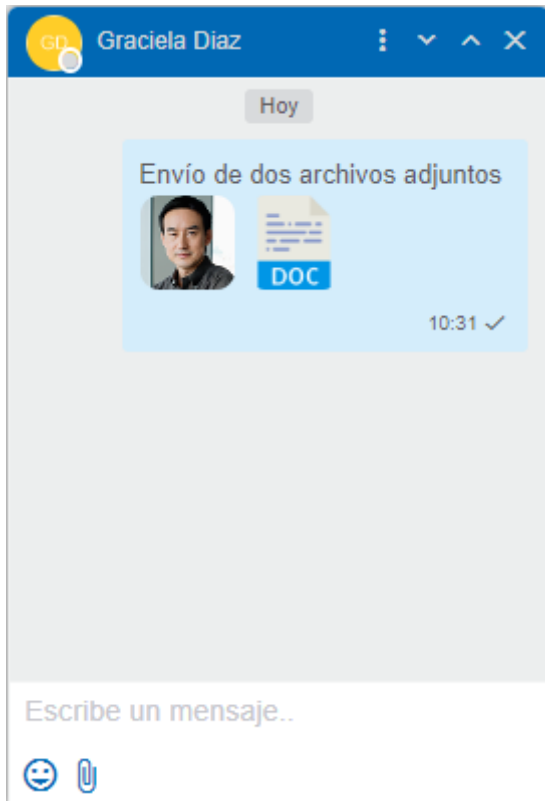 GD Graciela Diaz
Hoy
Envío de dos archivos adjuntos
DOC
10:31
Escribe un mensaje..